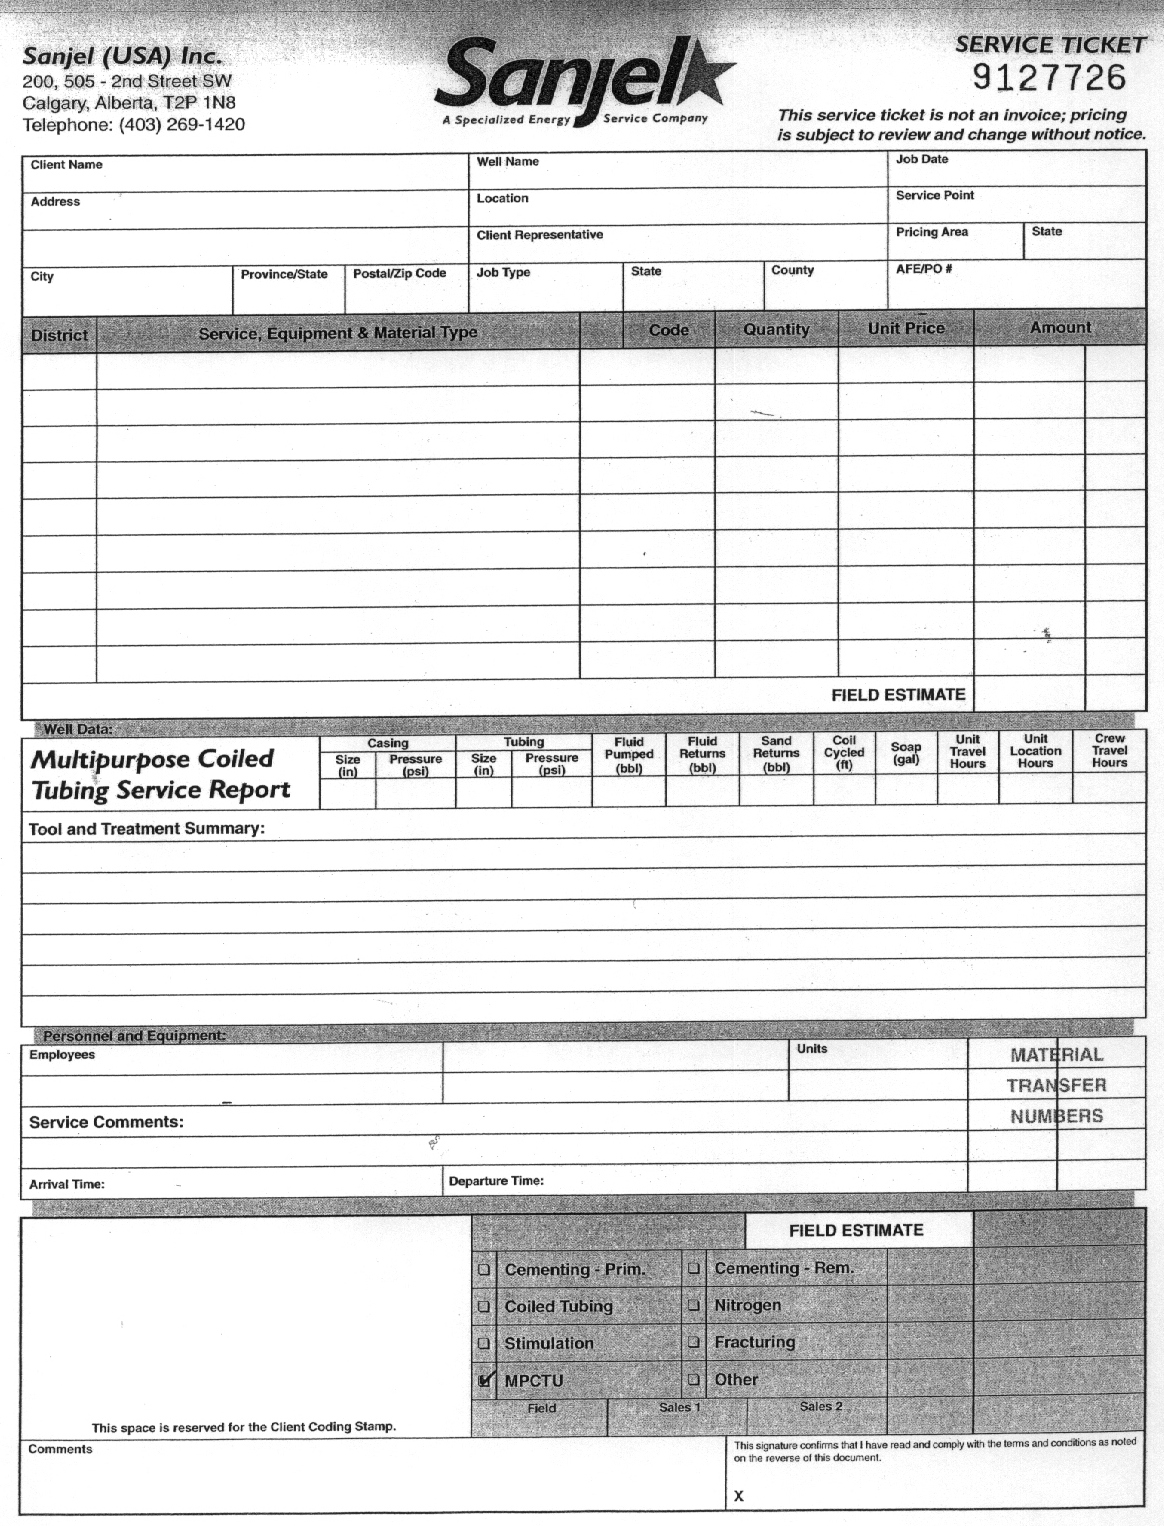 Sanjel (USA) Inc.
200, 505 - 2nd Street SW
Calgary, Alberta, T2P 1N8
Telephone: (403) 269-1420
Sanjel
A Specialized Energy Service Company
SERVICE TICKET
9127726
This service ticket is not an invoice; pricing
is subject to review and change without notice.
Client Name Well Name Job Date
Address Location Service Point
Client Representative Pricing Area State
City Province/State Postal/Zip Code Job Type State County AFE/PO #
District Service, Equipment & Material Type Code Quantity Unit Price Amount
FIELD ESTIMATE
Well Data:
Multipurpose Coiled
Tubing Service Report
Casing
Size
(in)
Pressure
(psi)
Tubing
Size
(in)
Pressure
(psi)
Fluid
Pumped
(bbl)
Fluid
Returns
(bbl)
Sand
Returns
(bbl)
Coil
Cycled
(ft)
Soap
(gal)
Unit
Travel
Hours
Unit
Location
Hours
Crew
Travel
Hours
Tool and Treatment Summary:
Personnel and Equipment:
Employees Units
MATERIAL
TRANSFER
NUMBERS
Service Comments:
Arrival Time: Departure Time:
FIELD ESTIMATE
Cementing - Prim. Cementing - Rem.
Coiled Tubing Nitrogen
Stimulation Fracturing
MPCTU Other
Field Sales 1 Sales 2
This space is reserved for the Client Coding Stamp.
Comments
This signature confirms that I have read and comply with the terms and conditions as noted
on the reverse of this document.
X